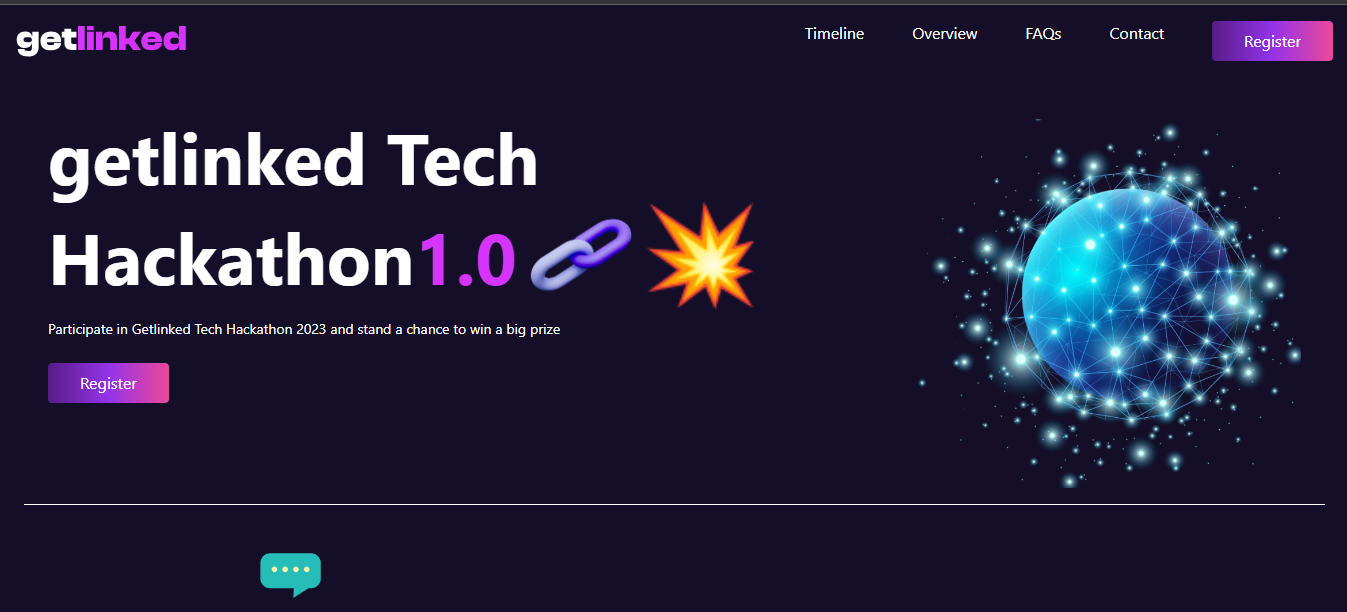 getlinked
Timeline
Overview
FAQs
Contact
Register
getlinked Tech
Hackathon1.0
Participate in Getlinked Tech Hackathon 2023 and stand a chance to win a big prize
Register